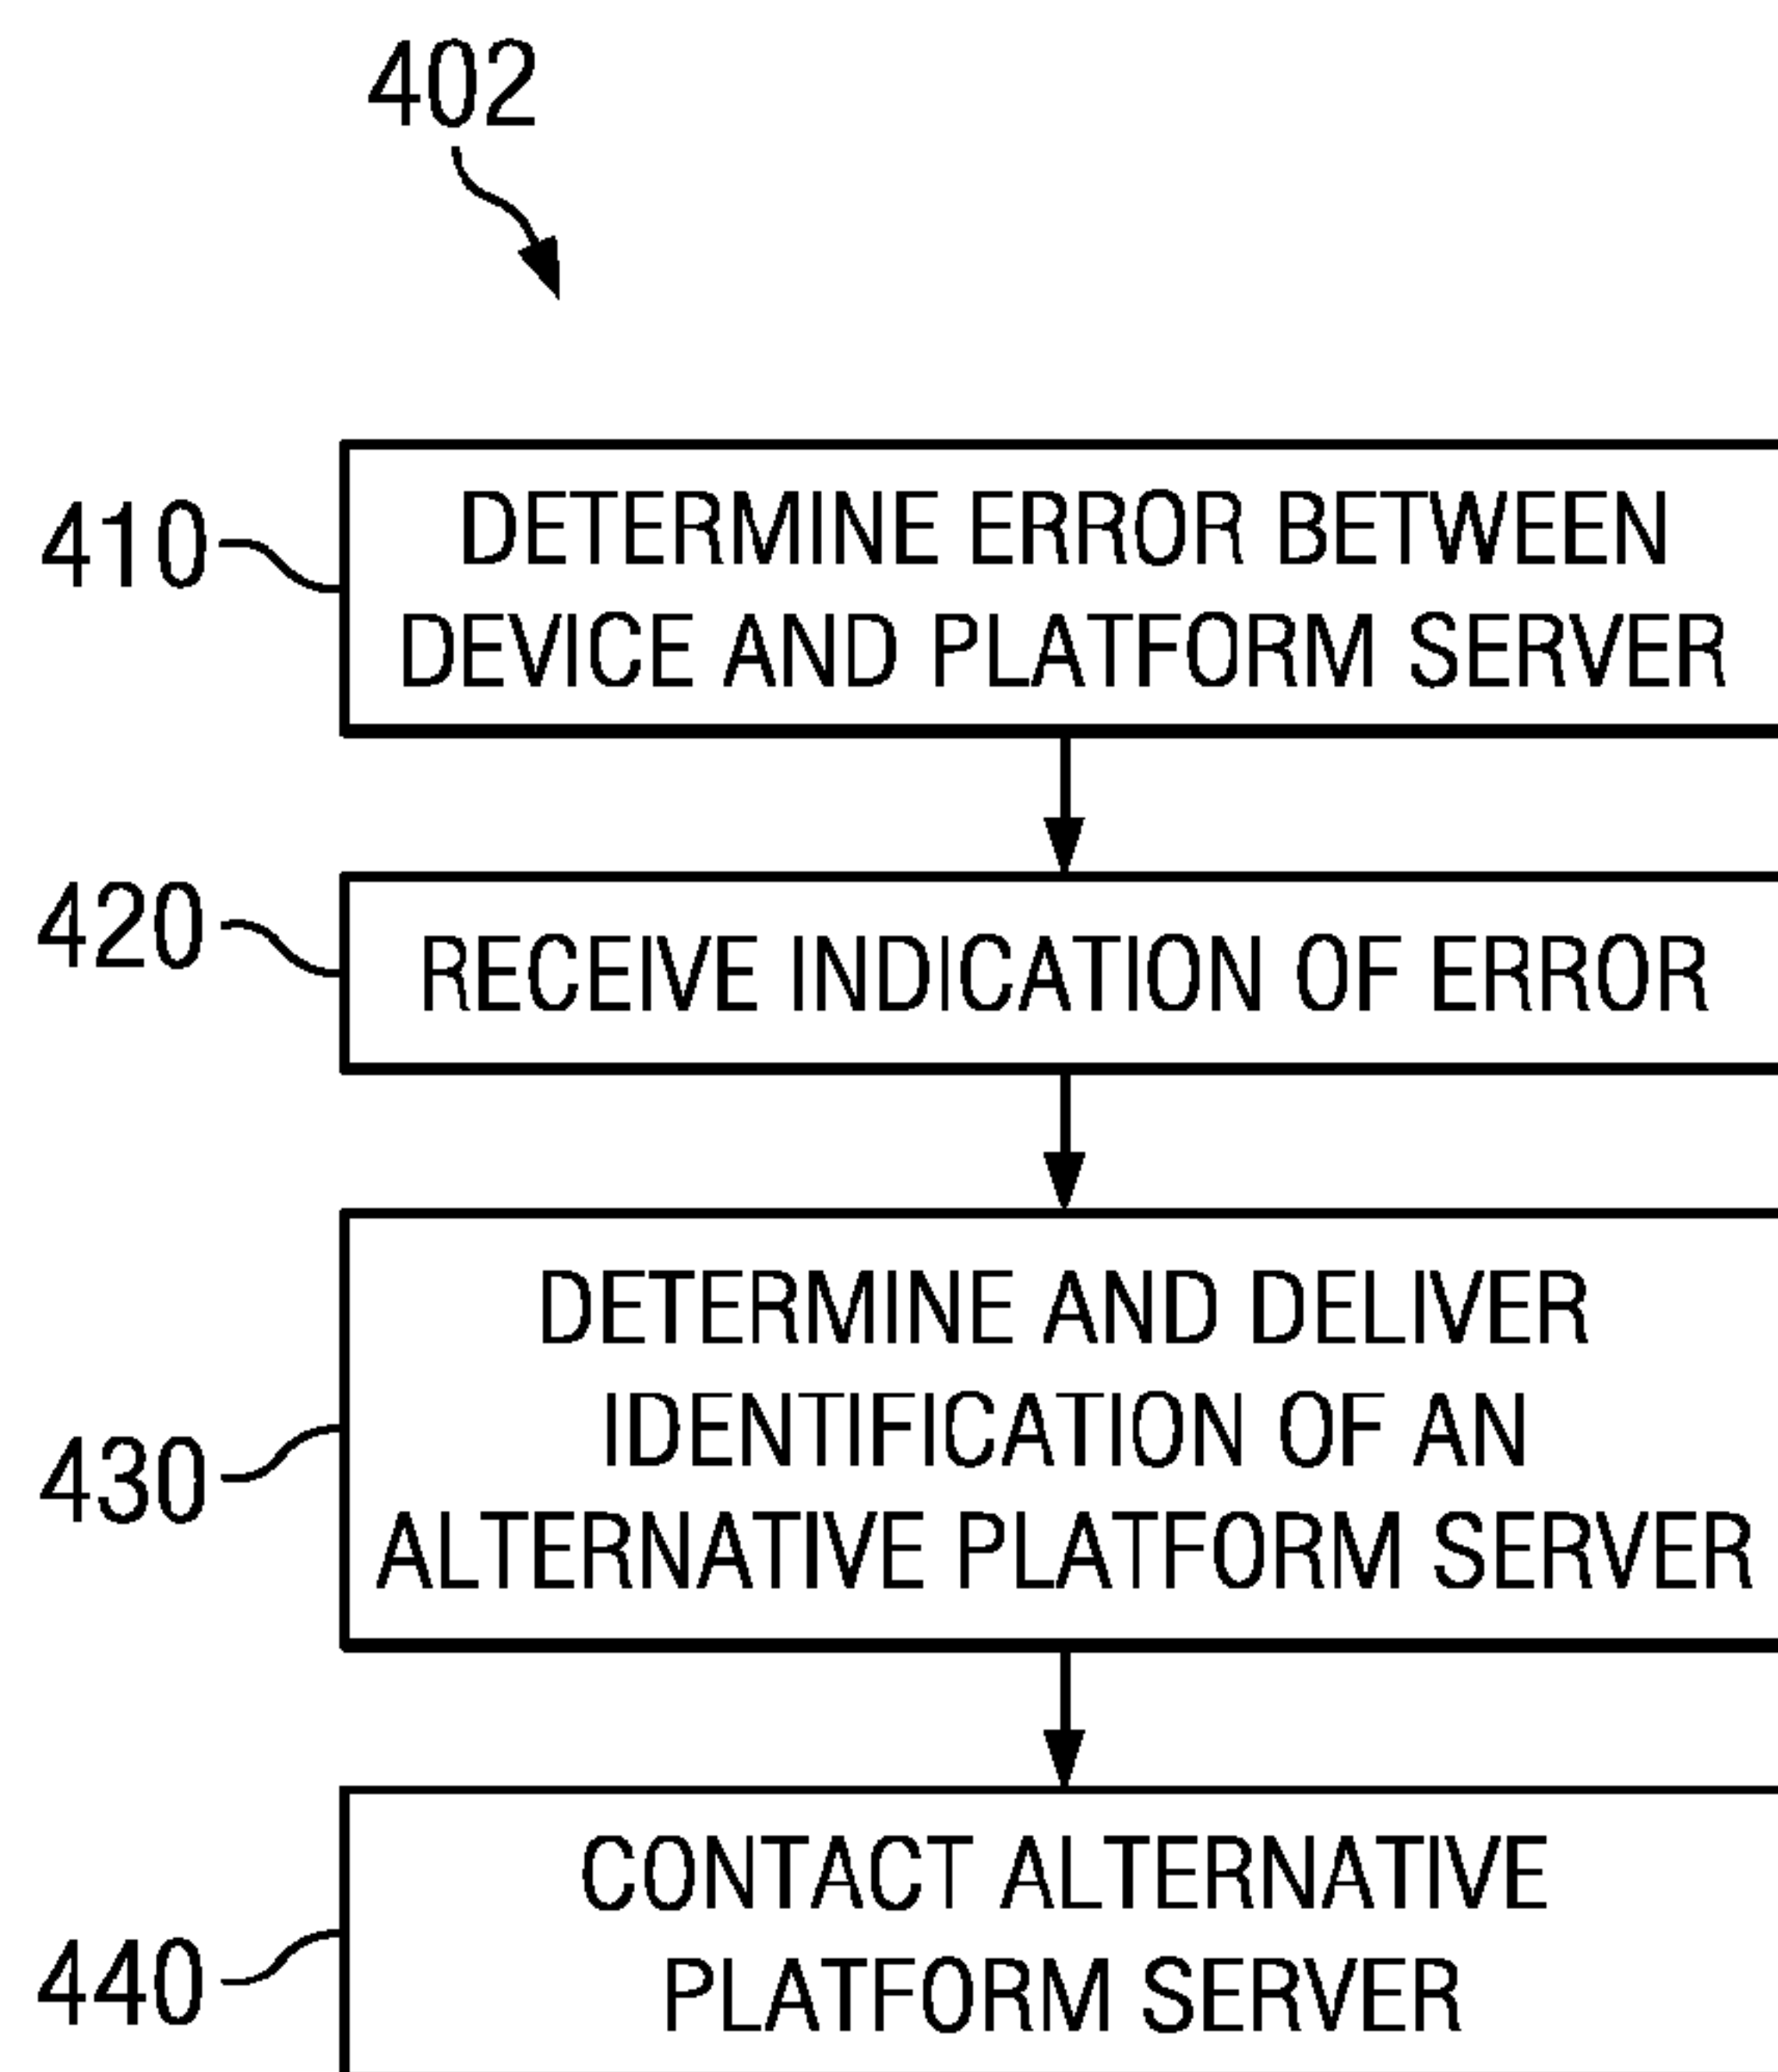 402
410
DETERMINE ERROR BETWEEN
DEVICE AND PLATFORM SERVER
420
RECEIVE INDICATION OF ERROR
430
DETERMINE AND DELIVER
IDENTIFICATION OF AN
ALTERNATIVE PLATFORM SERVER
440
CONTACT ALTERNATIVE
PLATFORM SERVER